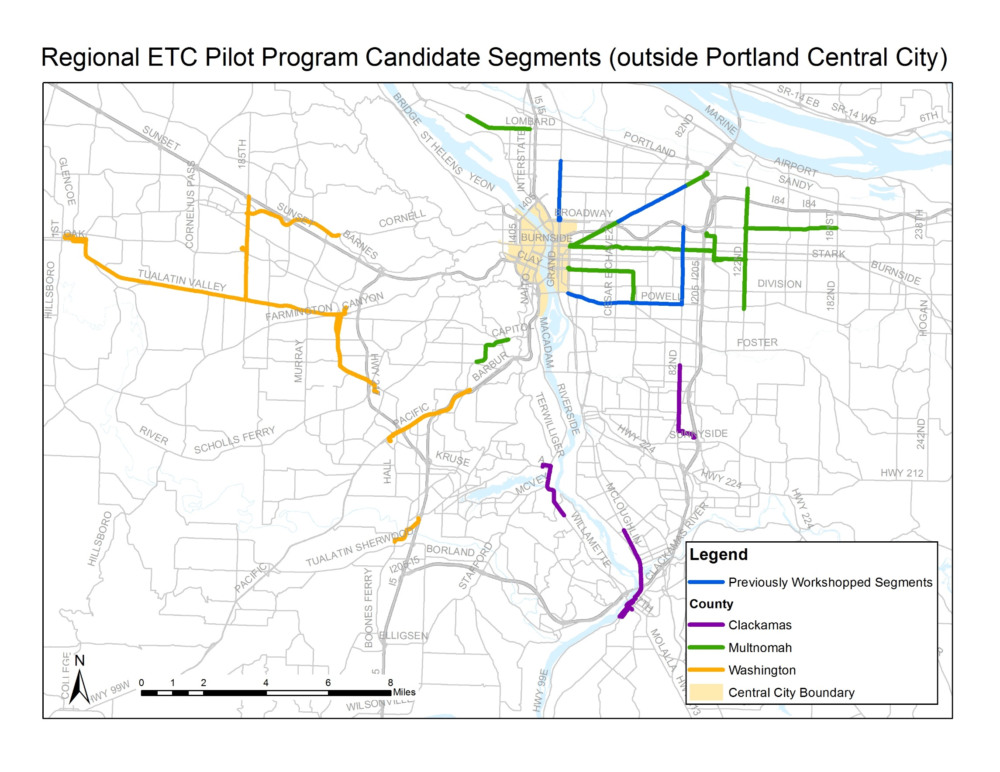 Regional ETC Pilot Program Candidate Segments (outside Portland Central City)
BRIDGE
I5 I5
SR-14 EB
SR-14 WB
6TH
MARINE
LOMBARD
82ND
SUNSET
185TH
ST HELENS
INTERSTATE
PORTLAND
GLENCOE
CORNELIUS PASS
YEON
AIRPORT
SANDY
I405
I84
I84
SUNSET
CORNELL
BROADWAY
181ST
238TH
1ST
OAK
BARNES
I405
BURNSIDE
CESAR E CHAVEZ
CLAY
GRAND
122ND
STARK
BURNSIDE
HILLSBORO
TUALATIN VALLEY
NAITO
I205 I205
DIVISION
182ND
FARMINGTON
CANYON
POWELL
HOGAN
CAPITOL
MACADAM
FOSTER
MURRAY
HWY 217
BARBUR
82ND
RIVER
SCHOLLS FERRY
PACIFIC
TERWILLIGER
RIVERSIDE
HWY 224
SUNNYSIDE
242ND
HALL
KRUSE
A
MCVEY
HWY 224
HWY 212
HWY 224
MCLOUGHLIN
HILLSBORO
TUALATIN SHERWOOD
BORLAND
STAFFORD
WILLAMETTE
CLACKAMAS RIVER
PACIFIC
I205-I5
I5
BOONES FERRY
7TH
ELLIGSEN
MOLALLA
COLLEGE
HWY 99W
5
WILSONVILLE
HWY 99E
N
0 1 2 4 6 8
Miles
Legend
Previously Workshopped Segments
County
Clackamas
Multnomah
Washington
Central City Boundary